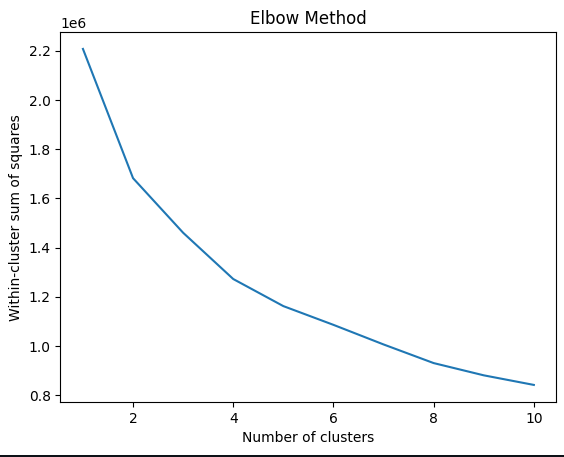 Elbow Method
1e6
2.2
2.0
1.8
1.6
1.4
1.2
1.0
0.8
Within-cluster sum of squares
2 4 6 8 10
Number of clusters